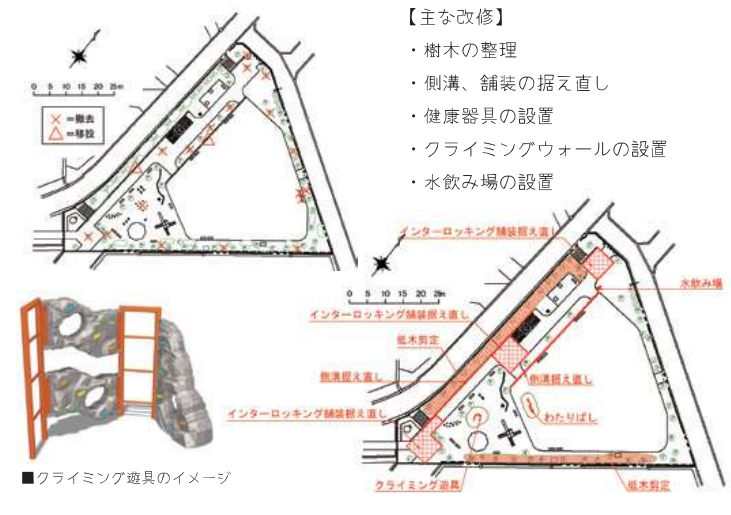 【主な改修】
・樹木の整理
・側溝、舗装の据え直し
・健康器具の設置
・クライミングウォールの設置
・水飲み場の設置
0 5 10 15 20 25m
×=撤去
△=移設
インターロッキング舗装据え直し
水飲み場
0 5 10 15 20 25m
インターロッキング舗装据え直し
低木剪定
側溝据え直し
側溝据え直し
インターロッキング舗装据え直し
わたりばし
クライミング遊具
低木剪定
■クライミング遊具のイメージ